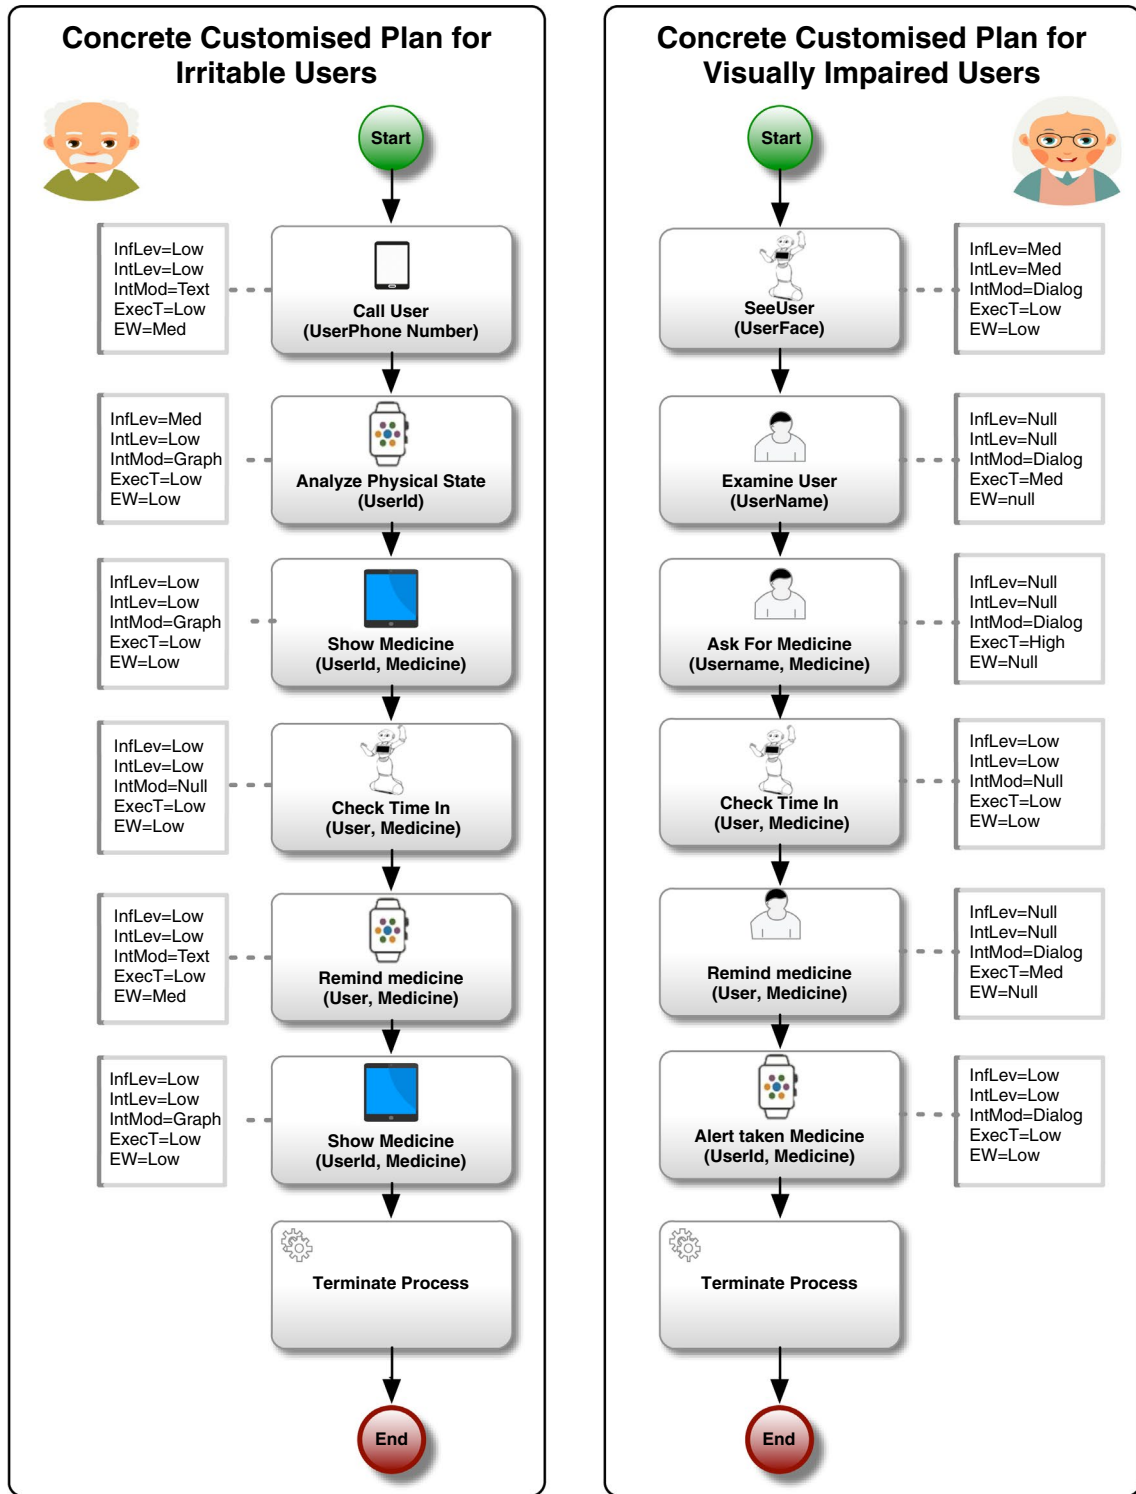 Concrete Customised Plan for
Irritable Users
Start
InfLev=Low
IntLev=Low
IntMod=Text
ExecT=Low
EW=Med
Call User
(UserPhone Number)
InfLev=Med
IntLev=Low
IntMod=Graph
ExecT=Low
EW=Low
Analyze Physical State
(UserId)
InfLev=Low
IntLev=Low
IntMod=Graph
ExecT=Low
EW=Low
Show Medicine
(UserId, Medicine)
InfLev=Low
IntLev=Low
IntMod=Null
ExecT=Low
EW=Low
Check Time In
(User, Medicine)
InfLev=Low
IntLev=Low
IntMod=Text
ExecT=Low
EW=Med
Remind medicine
(User, Medicine)
InfLev=Low
IntLev=Low
IntMod=Graph
ExecT=Low
EW=Low
Show Medicine
(UserId, Medicine)
Terminate Process
End
Concrete Customised Plan for
Visually Impaired Users
Start
SeeUser
(UserFace)
InfLev=Med
IntLev=Med
IntMod=Dialog
ExecT=Low
EW=Low
Examine User
(UserName)
InfLev=Null
IntLev=Null
IntMod=Dialog
ExecT=Med
EW=null
Ask For Medicine
(Username, Medicine)
InfLev=Null
IntLev=Null
IntMod=Dialog
ExecT=High
EW=Null
Check Time In
(User, Medicine)
InfLev=Low
IntLev=Low
IntMod=Null
ExecT=Low
EW=Low
Remind medicine
(User, Medicine)
InfLev=Null
IntLev=Null
IntMod=Dialog
ExecT=Med
EW=Null
Alert taken Medicine
(UserId, Medicine)
InfLev=Low
IntLev=Low
IntMod=Dialog
ExecT=Low
EW=Low
Terminate Process
End